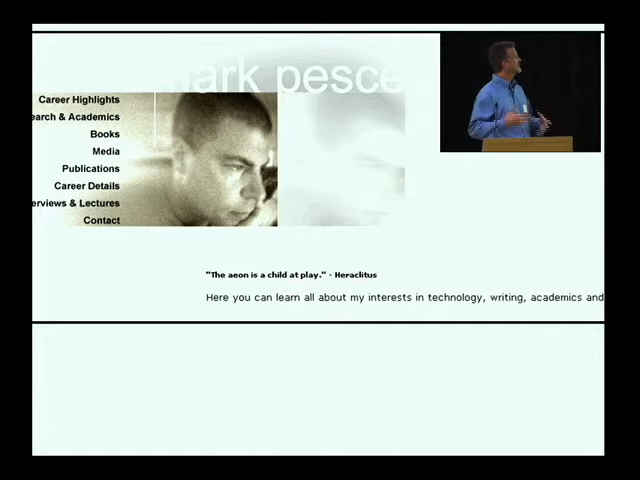 mark pesce
Career Highlights
earch & Academics
Books
Media
Publications
Career Details
erviews & Lectures
Contact
"The aeon is a child at play." - Heraclitus
Here you can learn all about my interests in technology, writing, academics and